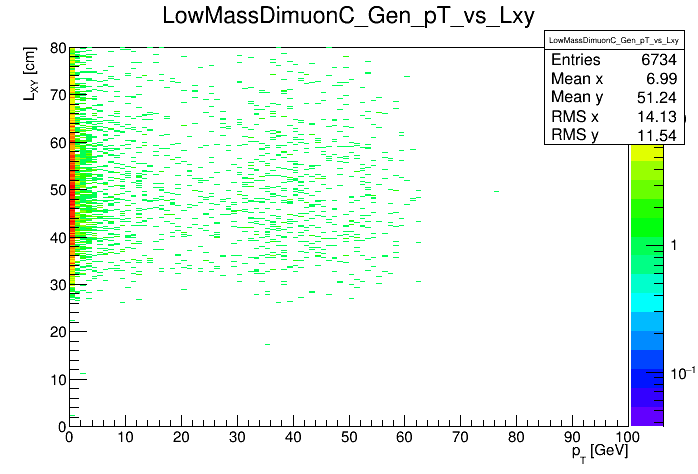 LowMassDimuonC_Gen_pT_vs_Lxy
LowMassDimuonC_Gen_pT_vs_Lxy
Entries 6734
Mean x 6.99
Mean y 51.24
RMS x 14.13
RMS y 11.54
L_XY [cm]
80
70
60
50
40
30
20
10
0
0 10 20 30 40 50 60 70 80 90 100
p_T [GeV]
1
10^-1